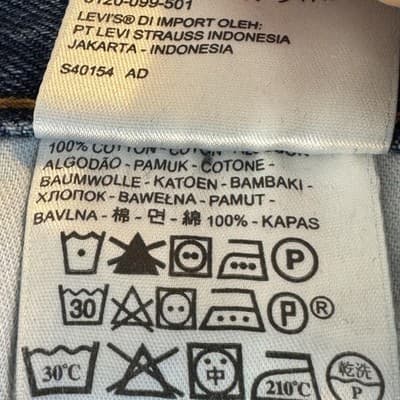 LEVI'S® DI IMPORT OLEH:
PT LEVI STRAUSS INDONESIA
JAKARTA - INDONESIA
S40154 AD
100% COTTON -
ALGODÃO - PAMUK - COTONE -
BAUMWOLLE - KATOEN - BAMBAKI -
ХЛОПОК - BAWEŁNA - PAMUT -
BAVLNA - 棉 - 면 - 綿 100% - KAPAS
P
30 P ®
30°C 中 210°C 乾洗 P